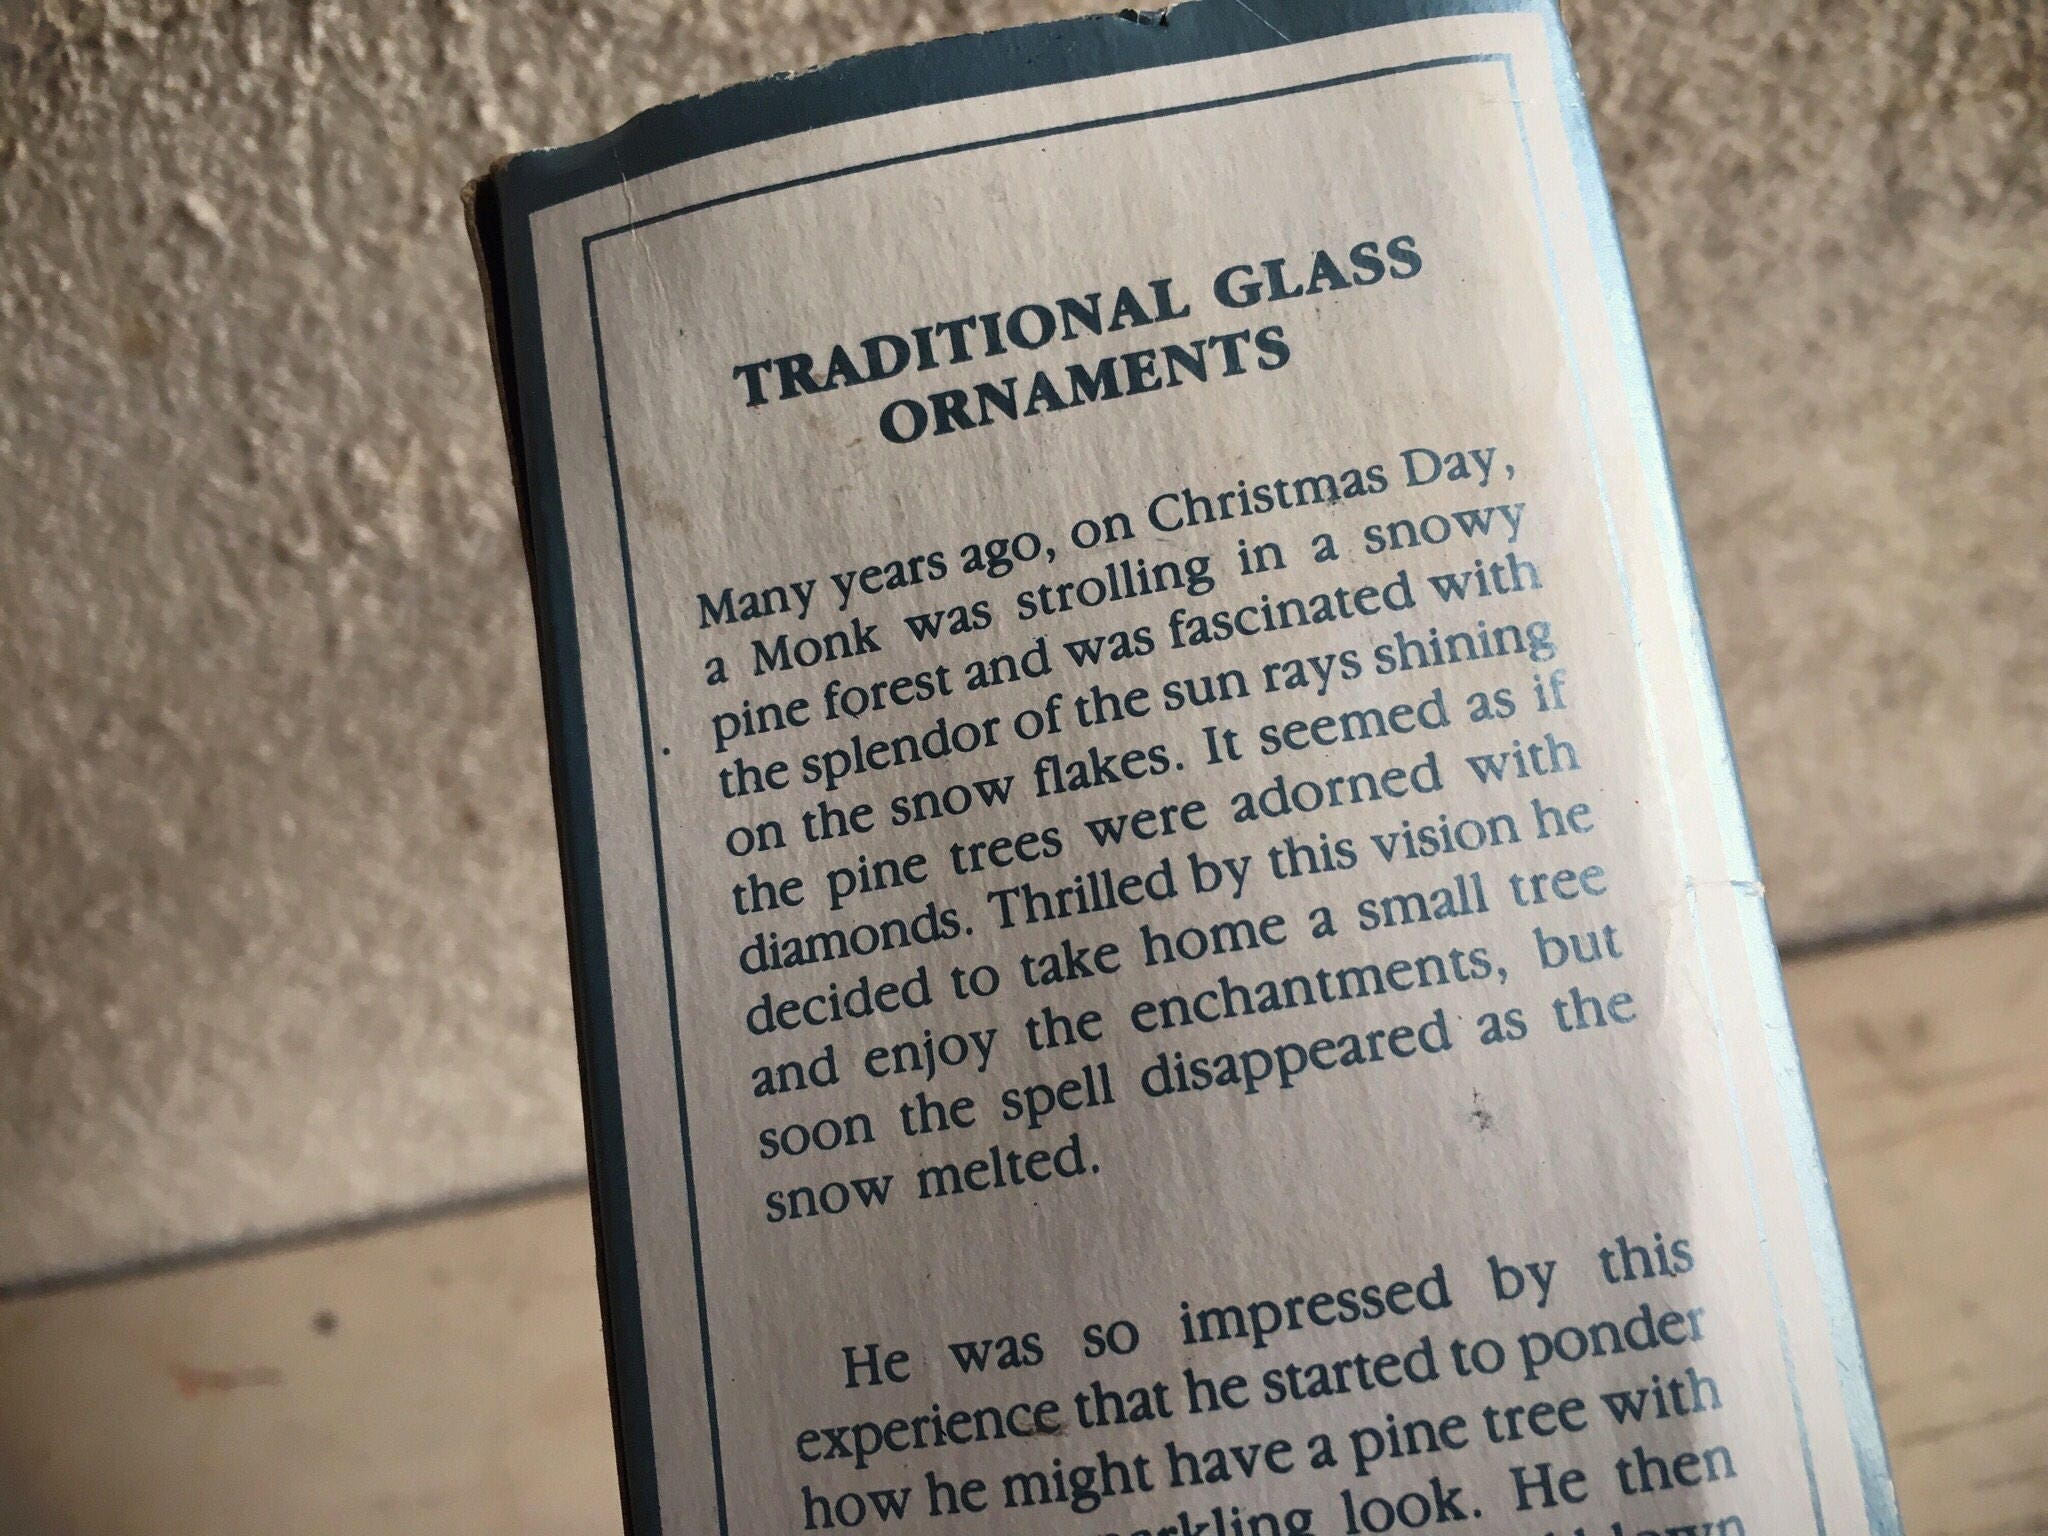 TRADITIONAL GLASS
ORNAMENTS
Many years ago, on Christmas Day,
a Monk was strolling in a snowy
pine forest and was fascinated with
the splendor of the sun rays shining
on the snow flakes. It seemed as if
the pine trees were adorned with
diamonds. Thrilled by this vision he
decided to take home a small tree
and enjoy the enchantments, but
soon the spell disappeared as the
snow melted.
He was so impressed by this
experience that he started to ponder
how he might have a pine tree with
look. He then